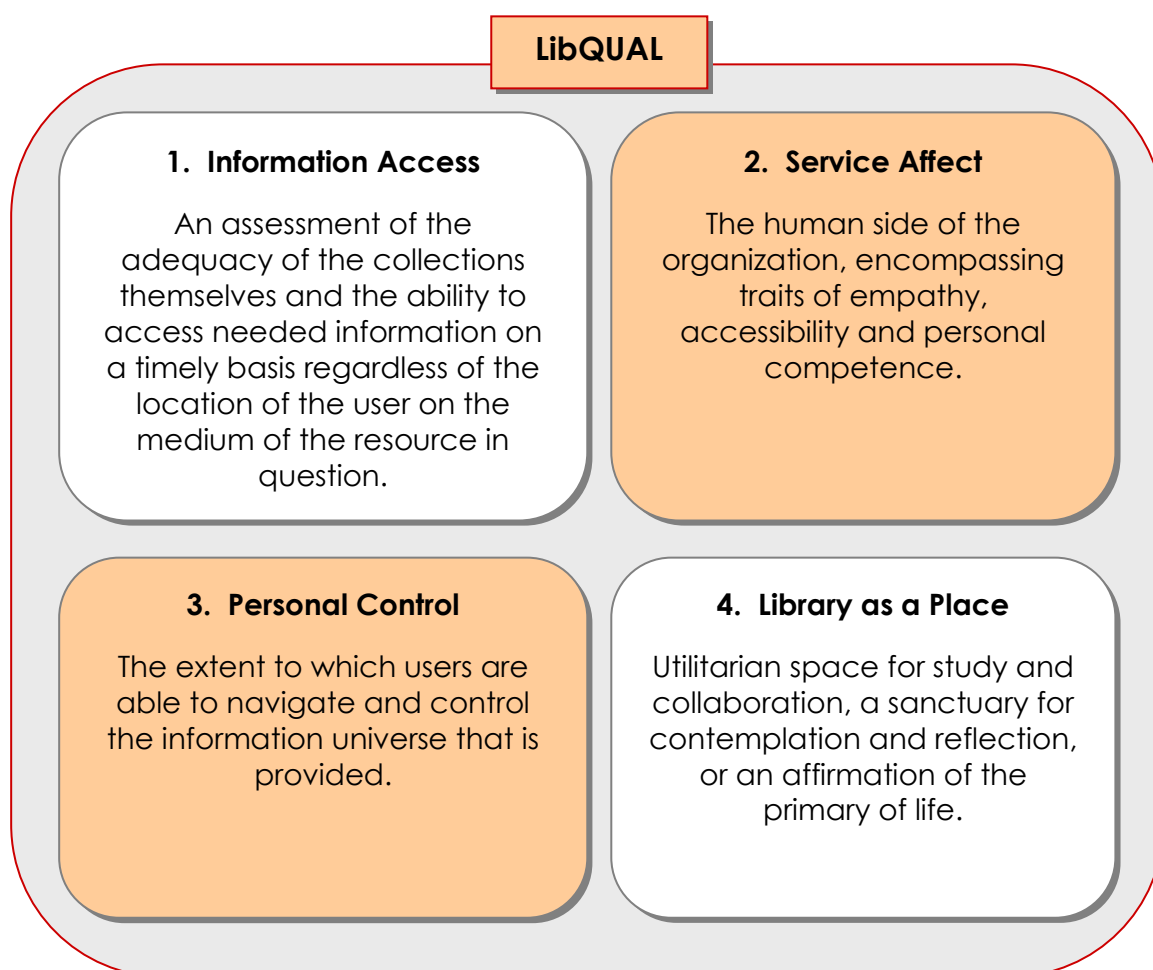 LibQUAL
1. Information Access
An assessment of the
adequacy of the collections
themselves and the ability to
access needed information on
a timely basis regardless of the
location of the user on the
medium of the resource in
question.
2. Service Affect
The human side of the
organization, encompassing
traits of empathy,
accessibility and personal
competence.
3. Personal Control
The extent to which users are
able to navigate and control
the information universe that is
provided.
4. Library as a Place
Utilitarian space for study and
collaboration, a sanctuary for
contemplation and reflection,
or an affirmation of the
primary of life.